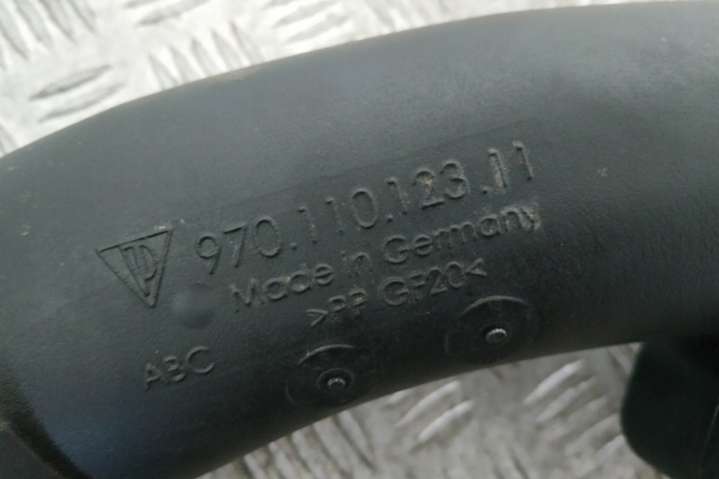 970.110.123.11
Made in Germany
>PP GF20<
ABC